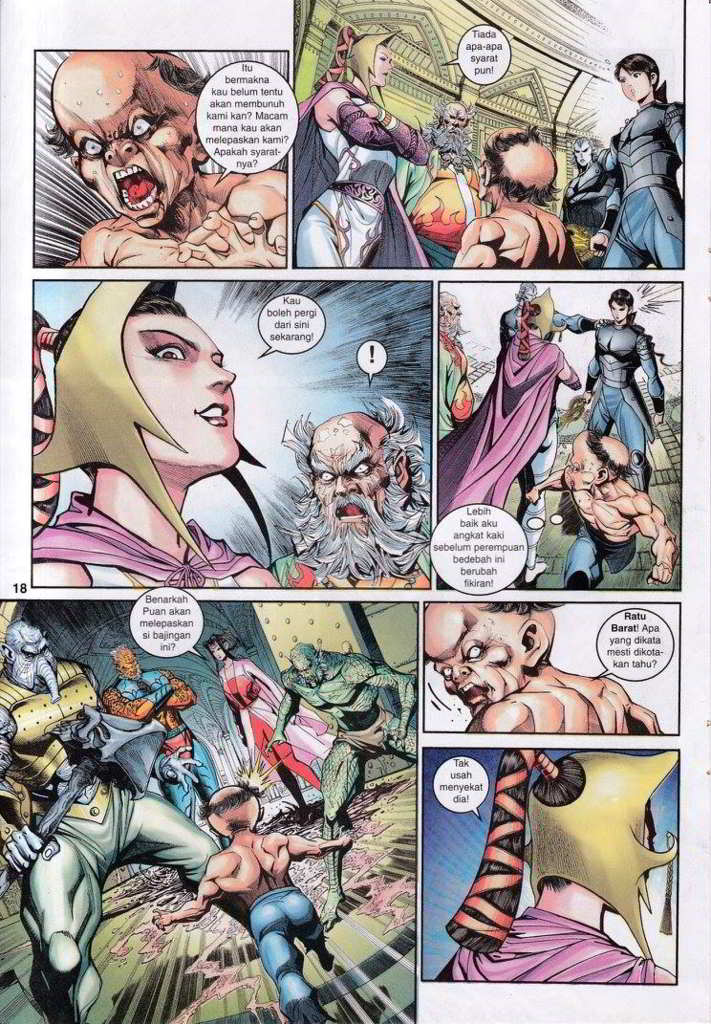 Itu
bermakna
kau belum tentu
akan membunuh
kami kan? Macam
mana kau akan
melepaskan kami?
Apakah syarat-
nya?
Tiada
apa-apa
syarat
pun!
Kau
boleh pergi
dari sini
sekarang!
!
Lebih
baik aku
angkat kaki
sebelum perempuan
bedebah ini
berubah
fikiran!
18
Benarkah
Puan akan
melepaskan
si bajingan
ini?
Ratu
Barat! Apa
yang dikata
mesti dikota-
kan tahu?
Tak
usah
menyekat
dia!